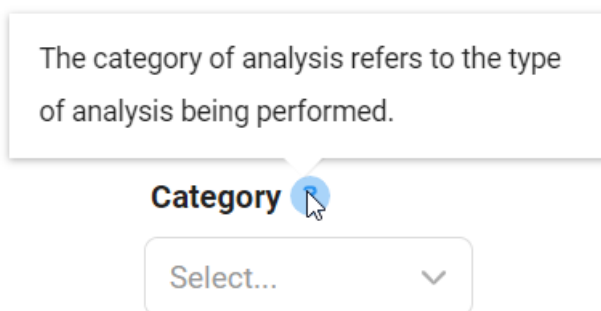 The category of analysis refers to the type
of analysis being performed.
Category
Select...